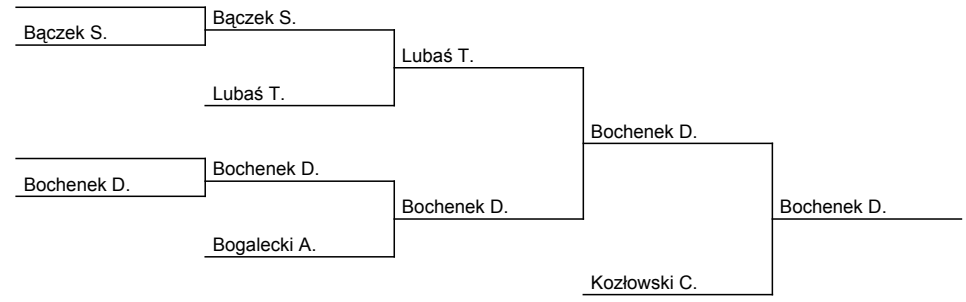 Bączek S.
Bączek S.
Lubaś T.
Lubaś T.
Bochenek D.
Bochenek D.
Bochenek D.
Bochenek D.
Bochenek D.
Bogalecki A.
Kozłowski C.